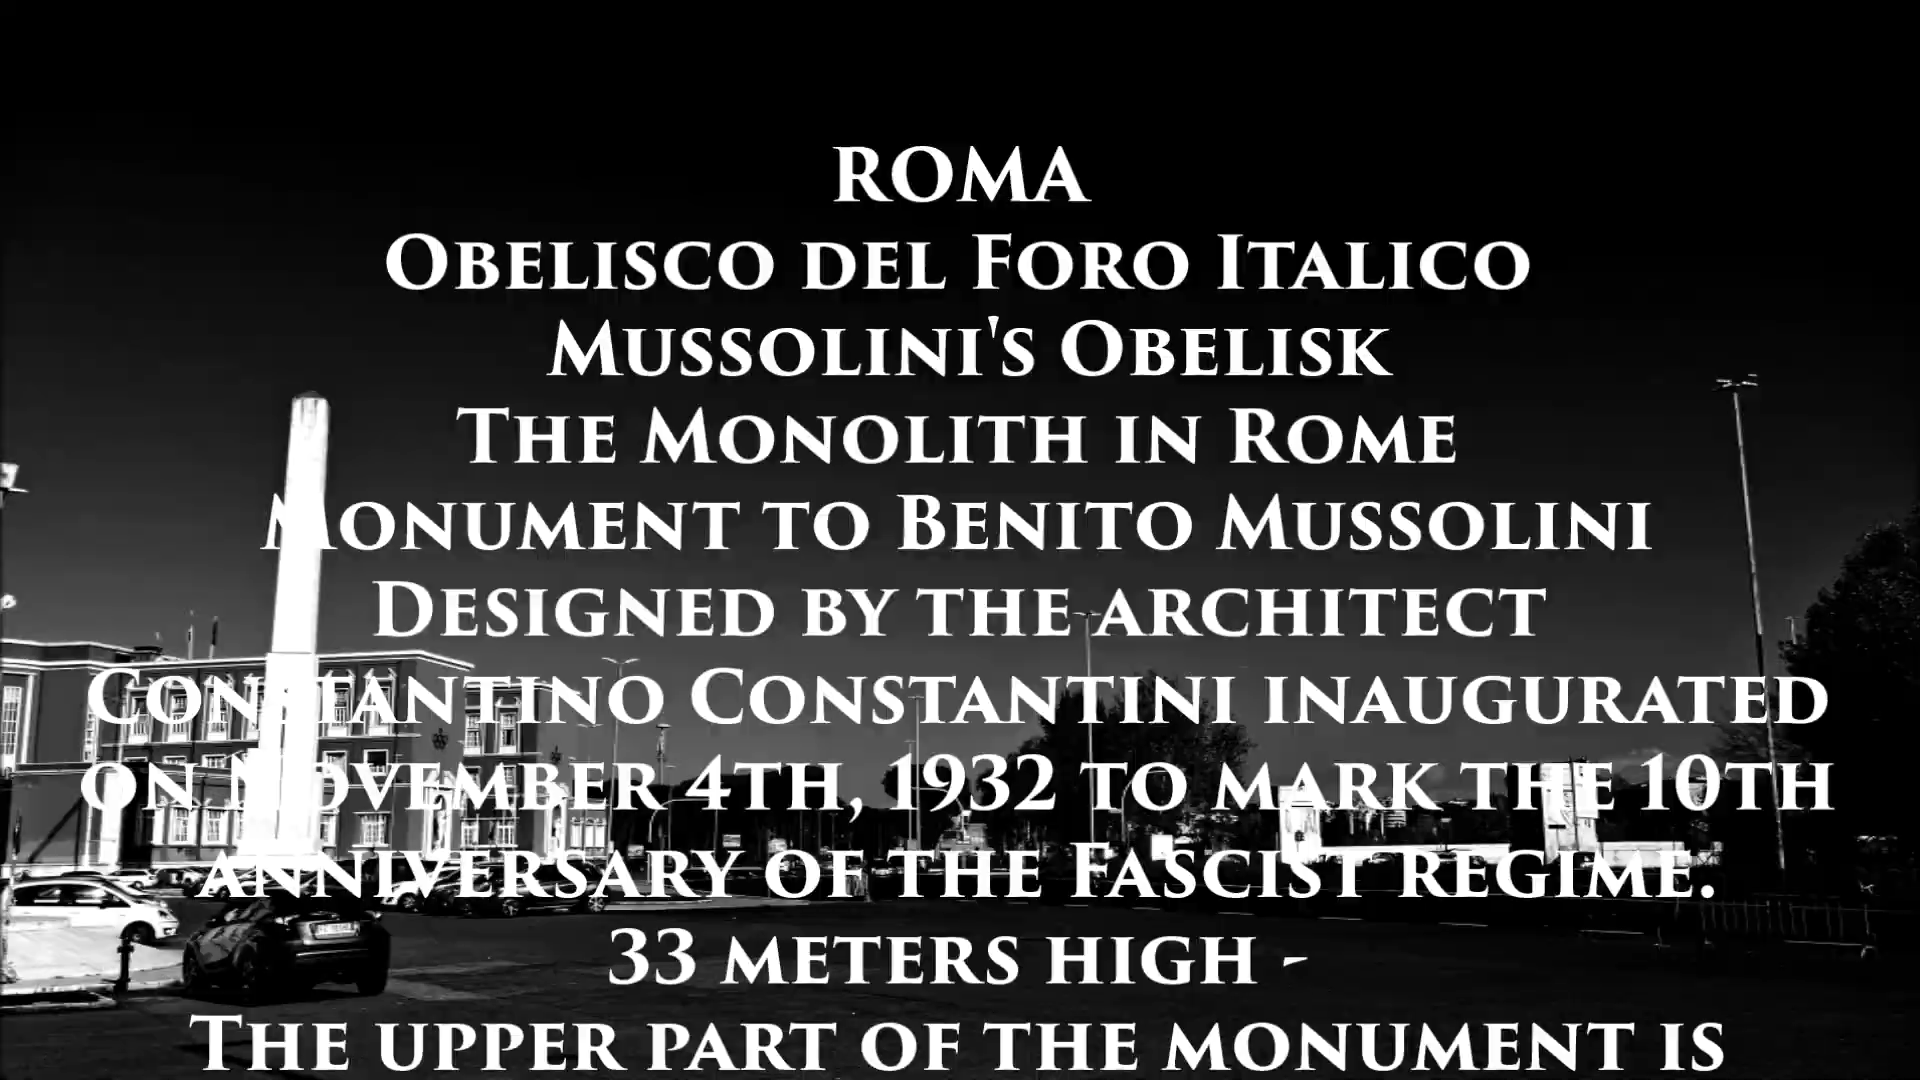 ROMA
Obelisco del Foro Italico
Mussolini's Obelisk
The Monolith in Rome
Monument to Benito Mussolini
Designed by the architect
Constantino Constantini inaugurated
on November 4th, 1932 to mark the 10th
anniversary of the Fascist regime.
33 meters high -
The upper part of the monument is